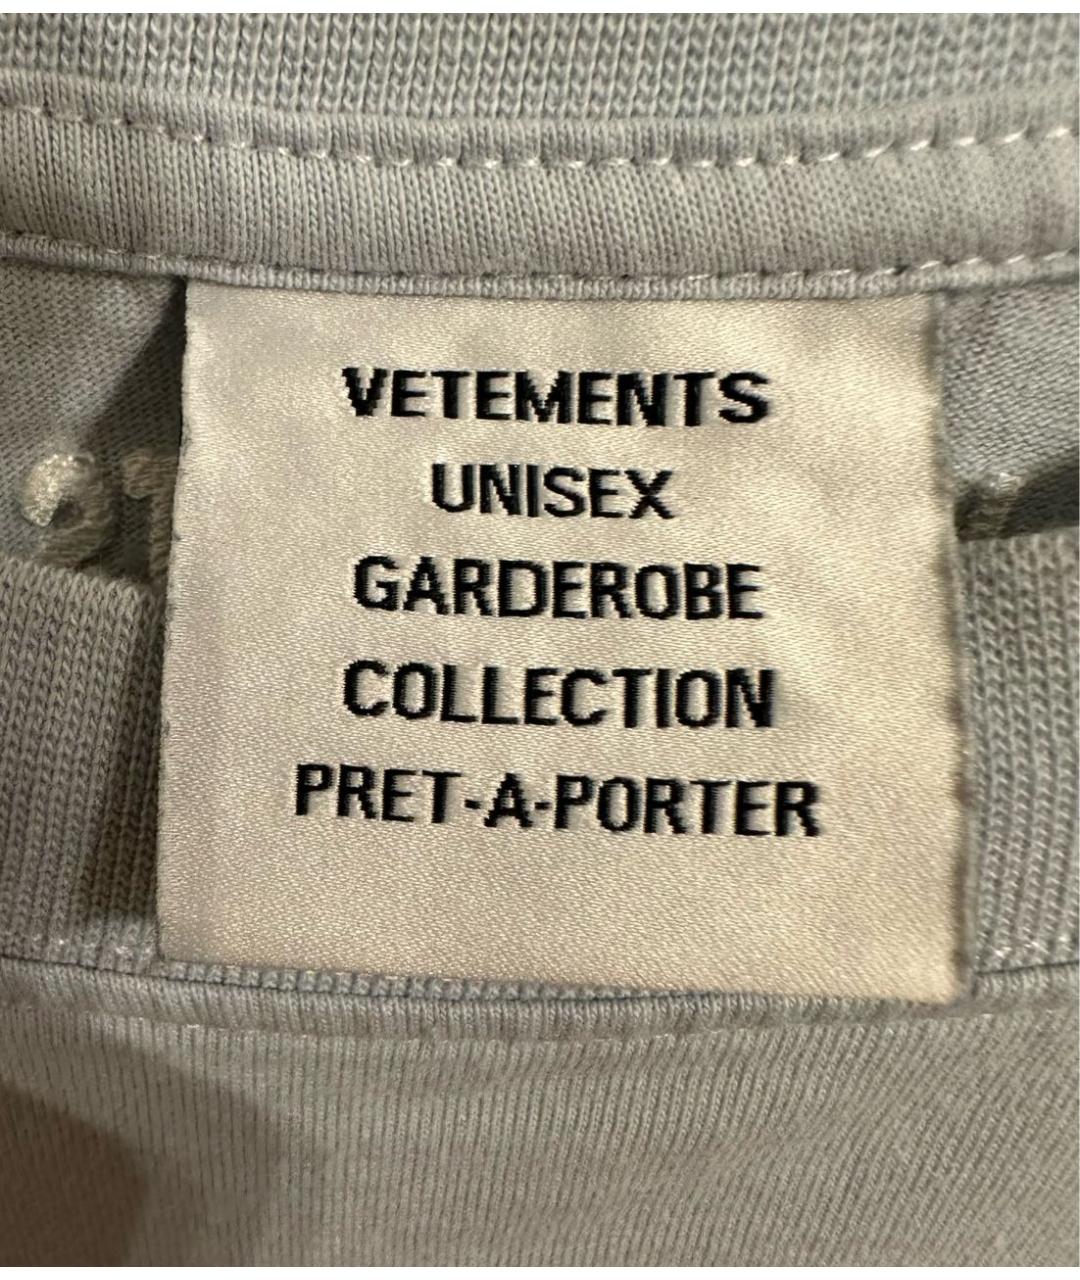 VETEMENTS
UNISEX
GARDEROBE
COLLECTION
PRET-A-PORTER